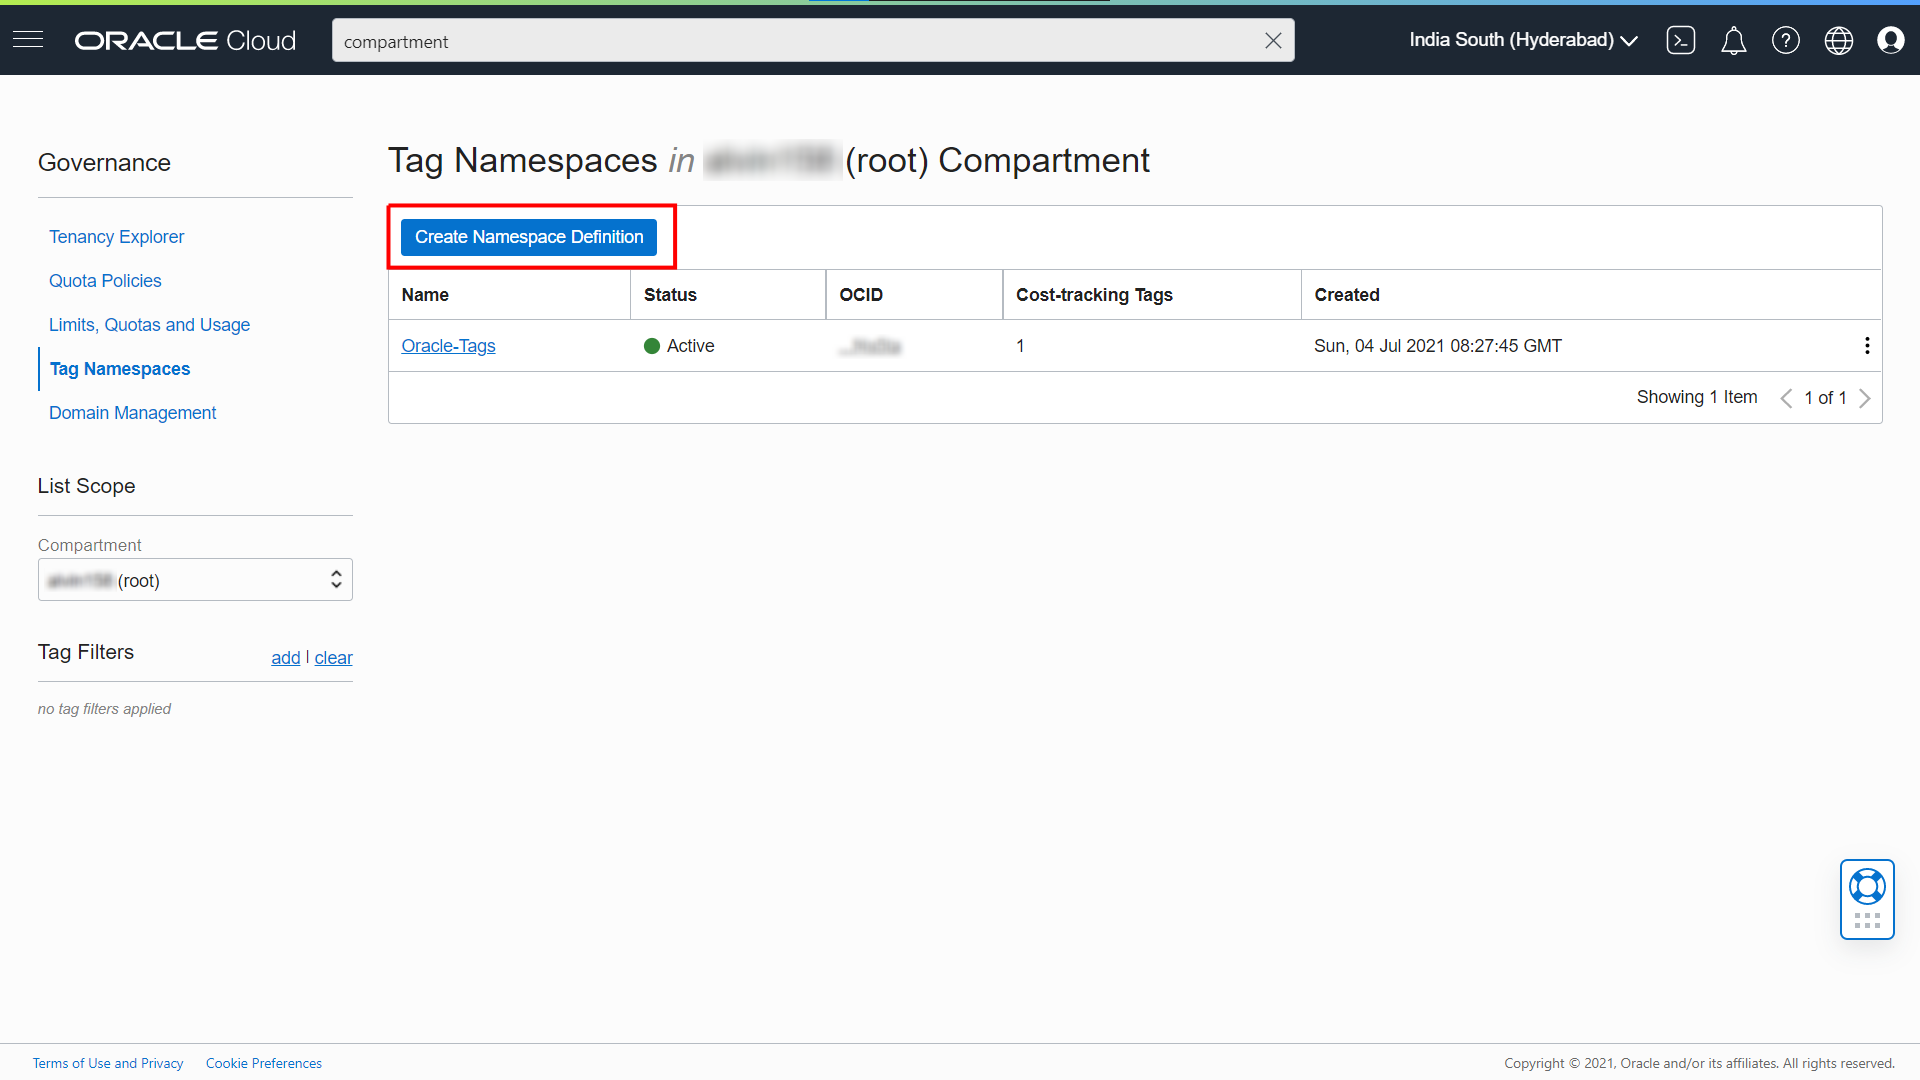 ORACLE Cloud
compartment
India South (Hyderabad)
Governance
Tenancy Explorer
Quota Policies
Limits, Quotas and Usage
Tag Namespaces
Domain Management
List Scope
Compartment
(root)
Tag Filters
add | clear
no tag filters applied
Tag Namespaces in (root) Compartment
Create Namespace Definition
Name Status OCID Cost-tracking Tags Created
Oracle-Tags Active 1 Sun, 04 Jul 2021 08:27:45 GMT
Showing 1 Item 1 of 1
Terms of Use and Privacy Cookie Preferences
Copyright © 2021, Oracle and/or its affiliates. All rights reserved.